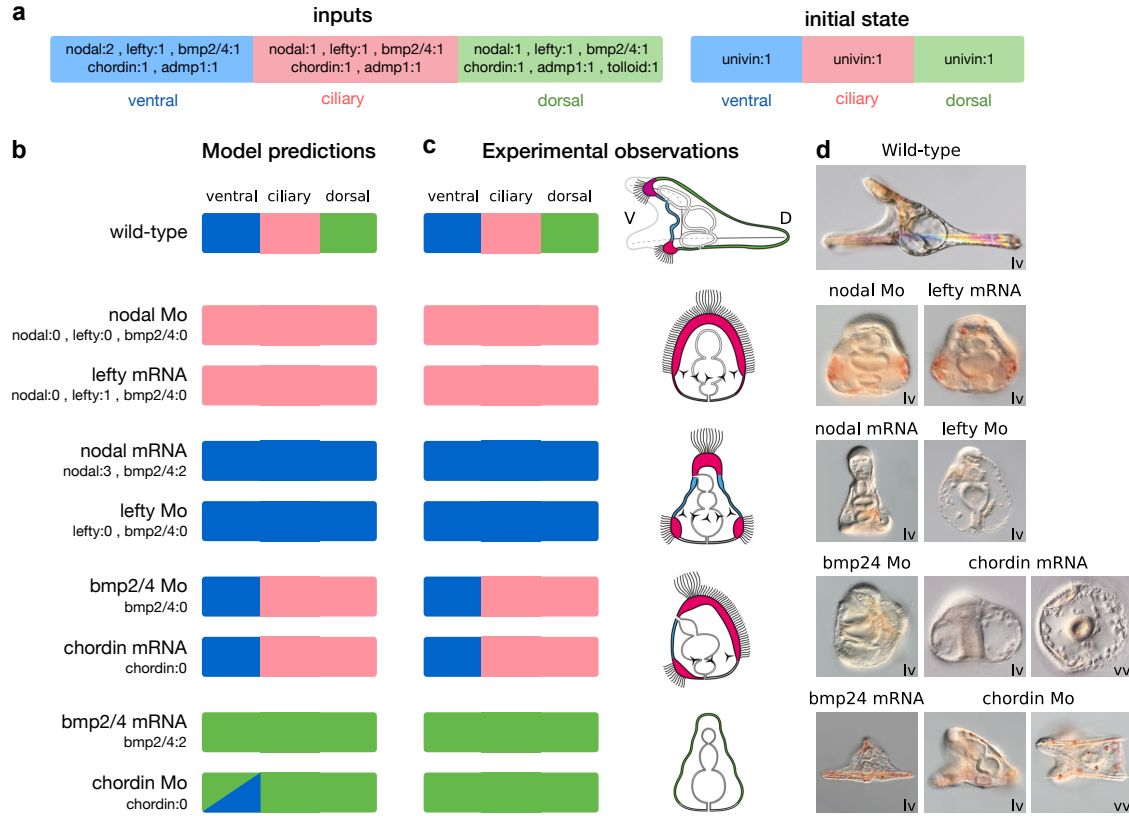 a
inputs
initial state
nodal:2 , lefty:1 , bmp2/4:1
chordin:1 , admp1:1
nodal:1 , lefty:1 , bmp2/4:1
chordin:1 , admp1:1
nodal:1 , lefty:1 , bmp2/4:1
chordin:1 , admp1:1 , tolloid:1
univin:1
univin:1
univin:1
ventral
ciliary
dorsal
ventral
ciliary
dorsal
b
Model predictions
ventral
ciliary
dorsal
wild-type
nodal Mo
nodal:0 , lefty:0 , bmp2/4:0
lefty mRNA
nodal:0 , lefty:1 , bmp2/4:0
nodal mRNA
nodal:3 , bmp2/4:2
lefty Mo
lefty:0 , bmp2/4:0
bmp2/4 Mo
bmp2/4:0
chordin mRNA
chordin:0
bmp2/4 mRNA
bmp2/4:2
chordin Mo
chordin:0
c
Experimental observations
ventral
ciliary
dorsal
V
D
d
Wild-type
lv
nodal Mo
lefty mRNA
lv
lv
nodal mRNA
lefty Mo
lv
lv
bmp24 Mo
chordin mRNA
lv
lv
vv
bmp24 mRNA
chordin Mo
lv
lv
vv